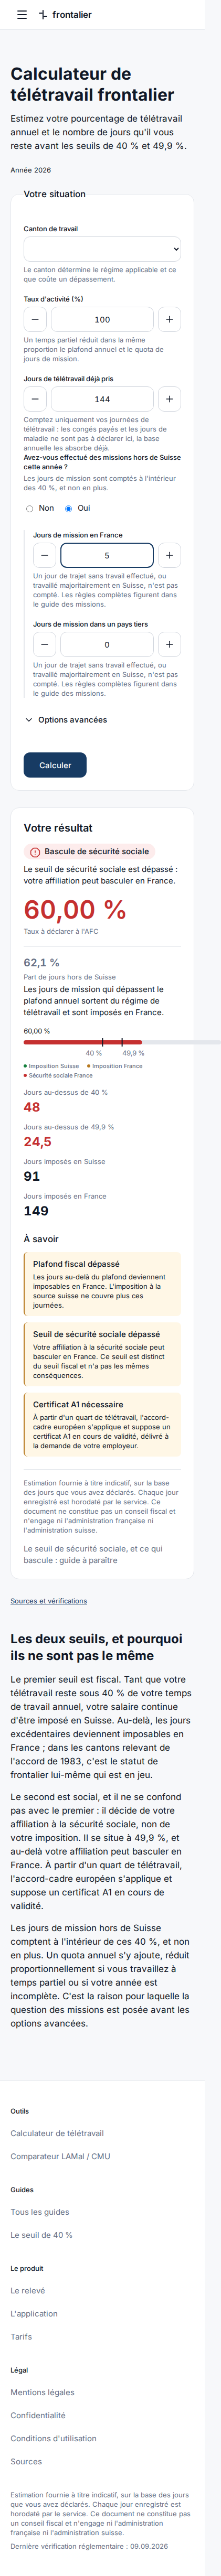 frontalier
Calculateur de
télétravail frontalier
Estimez votre pourcentage de télétravail
annuel et le nombre de jours qu'il vous
reste avant les seuils de 40 % et 49,9 %.
Année 2026
Votre situation
Canton de travail
Le canton détermine le régime applicable et ce
que coûte un dépassement.
Taux d'activité (%)
100
Un temps partiel réduit dans la même
proportion le plafond annuel et le quota de
jours de mission.
Jours de télétravail déjà pris
144
Comptez uniquement vos journées de
télétravail : les congés payés et les jours de
maladie ne sont pas à déclarer ici, la base
annuelle les absorbe déjà.
Avez-vous effectué des missions hors de Suisse
cette année ?
Les jours de mission sont comptés à l'intérieur
des 40 %, et non en plus.
Non
Oui
Jours de mission en France
5
Un jour de trajet sans travail effectué, ou
travaillé majoritairement en Suisse, n'est pas
compté. Les règles complètes figurent dans
le guide des missions.
Jours de mission dans un pays tiers
0
Un jour de trajet sans travail effectué, ou
travaillé majoritairement en Suisse, n'est pas
compté. Les règles complètes figurent dans
le guide des missions.
Options avancées
Calculer
Votre résultat
Bascule de sécurité sociale
Le seuil de sécurité sociale est dépassé :
votre affiliation peut basculer en France.
60,00 %
Taux à déclarer à l'AFC
62,1 %
Part de jours hors de Suisse
Les jours de mission qui dépassent le
plafond annuel sortent du régime de
télétravail et sont imposés en France.
60,00 %
40 % 49,9 %
Imposition Suisse Imposition France
Sécurité sociale France
Jours au-dessus de 40 %
48
Jours au-dessus de 49,9 %
24,5
Jours imposés en Suisse
91
Jours imposés en France
149
À savoir
Plafond fiscal dépassé
Les jours au-delà du plafond deviennent
imposables en France. L'imposition à la
source suisse ne couvre plus ces
journées.
Seuil de sécurité sociale dépassé
Votre affiliation à la sécurité sociale peut
basculer en France. Ce seuil est distinct
du seuil fiscal et n'a pas les mêmes
conséquences.
Certificat A1 nécessaire
À partir d'un quart de télétravail, l'accord-
cadre européen s'applique et suppose un
certificat A1 en cours de validité, délivré à
la demande de votre employeur.
Estimation fournie à titre indicatif, sur la base
des jours que vous avez déclarés. Chaque jour
enregistré est horodaté par le service. Ce
document ne constitue pas un conseil fiscal et
n'engage ni l'administration française ni
l'administration suisse.
Le seuil de sécurité sociale, et ce qui
bascule : guide à paraître
Sources et vérifications
Les deux seuils, et pourquoi
ils ne sont pas le même
Le premier seuil est fiscal. Tant que votre
télétravail reste sous 40 % de votre temps
de travail annuel, votre salaire continue
d'être imposé en Suisse. Au-delà, les jours
excédentaires deviennent imposables en
France ; dans les cantons relevant de
l'accord de 1983, c'est le statut de
frontalier lui-même qui est en jeu.
Le second est social, et il ne se confond
pas avec le premier : il décide de votre
affiliation à la sécurité sociale, non de
votre imposition. Il se situe à 49,9 %, et
au-delà votre affiliation peut basculer en
France. À partir d'un quart de télétravail,
l'accord-cadre européen s'applique et
suppose un certificat A1 en cours de
validité.
Les jours de mission hors de Suisse
comptent à l'intérieur de ces 40 %, et non
en plus. Un quota annuel s'y ajoute, réduit
proportionnellement si vous travaillez à
temps partiel ou si votre année est
incomplète. C'est la raison pour laquelle la
question des missions est posée avant les
options avancées.
Outils
Calculateur de télétravail
Comparateur LAMal / CMU
Guides
Tous les guides
Le seuil de 40 %
Le produit
Le relevé
L'application
Tarifs
Légal
Mentions légales
Confidentialité
Conditions d'utilisation
Sources
Estimation fournie à titre indicatif, sur la base des jours
que vous avez déclarés. Chaque jour enregistré est
horodaté par le service. Ce document ne constitue pas
un conseil fiscal et n'engage ni l'administration
française ni l'administration suisse.
Dernière vérification réglementaire : 09.09.2026